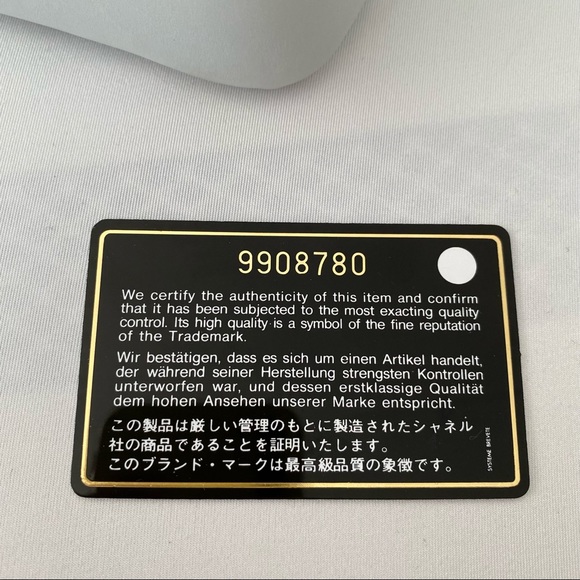 9908780
We certify the authenticity of this item and confirm
that it has been subjected to the most exacting quality
control. Its high quality is a symbol of the fine reputation
of the Trademark.
Wir bestätigen, dass es sich um einen Artikel handelt,
der während seiner Herstellung strengsten Kontrollen
unterworfen war, und dessen erstklassige Qualität
dem hohen Ansehen unserer Marke entspricht.
この製品は厳しい管理のもとに製造されたシャネル
社の商品であることを証明いたします。
このブランド・マークは最高級品質の象徴です。
SYSTEME BREVETE